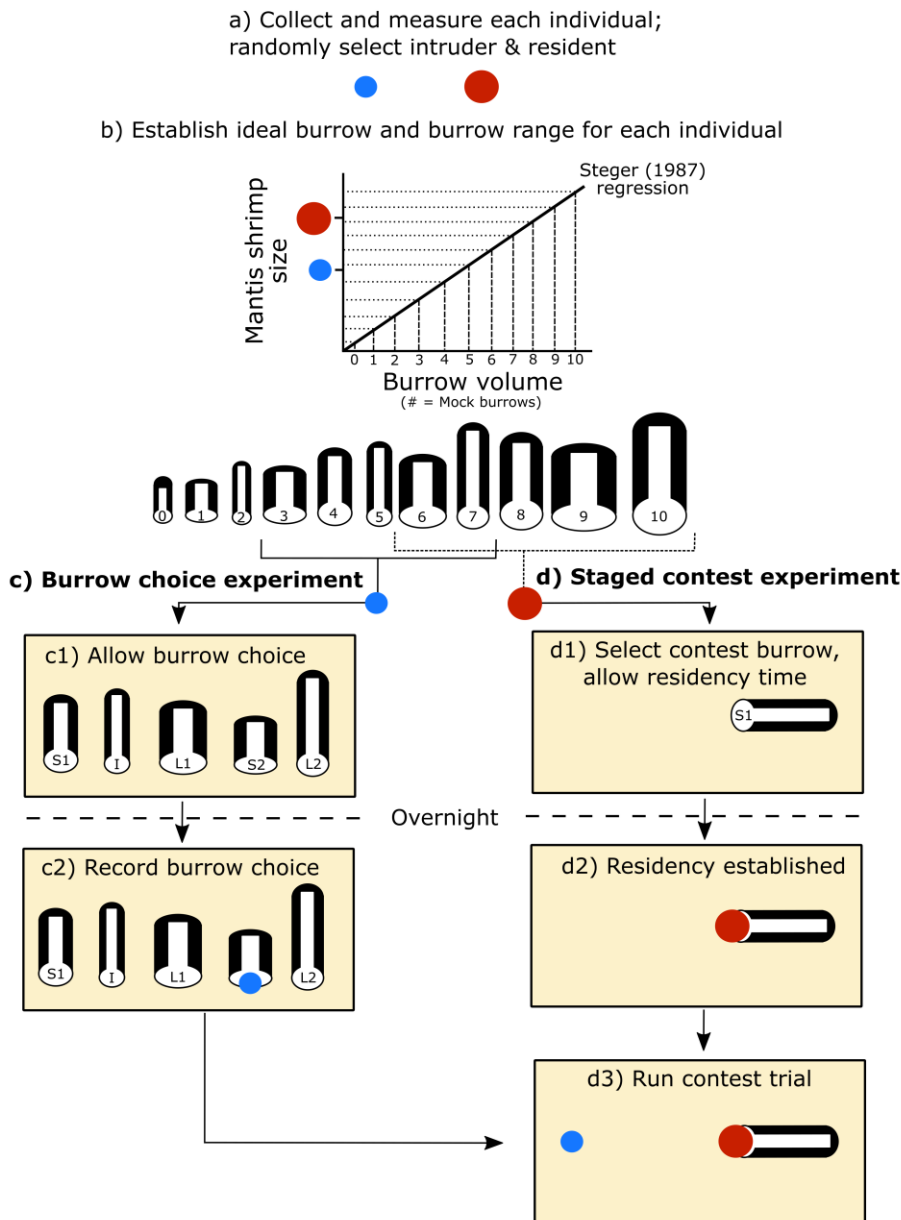 a) Collect and measure each individual;
randomly select intruder & resident
b) Establish ideal burrow and burrow range for each individual
Steger (1987)
regression
Mantis shrimp
size
0 1 2 3 4 5 6 7 8 9 10
Burrow volume
(# = Mock burrows)
0 1 2 3 4 5 6 7 8 9 10
c) Burrow choice experiment
c1) Allow burrow choice
S1 I L1 S2 L2
d) Staged contest experiment
d1) Select contest burrow,
allow residency time
S1
Overnight
c2) Record burrow choice
S1 I L1 L2
d2) Residency established
d3) Run contest trial